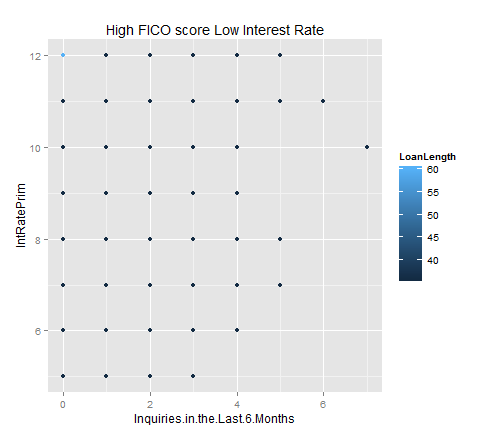 High FICO score Low Interest Rate
12
10
8
6
IntRatePrim
0 2 4 6
Inquiries.in.the.Last.6.Months
LoanLength
60
55
50
45
40